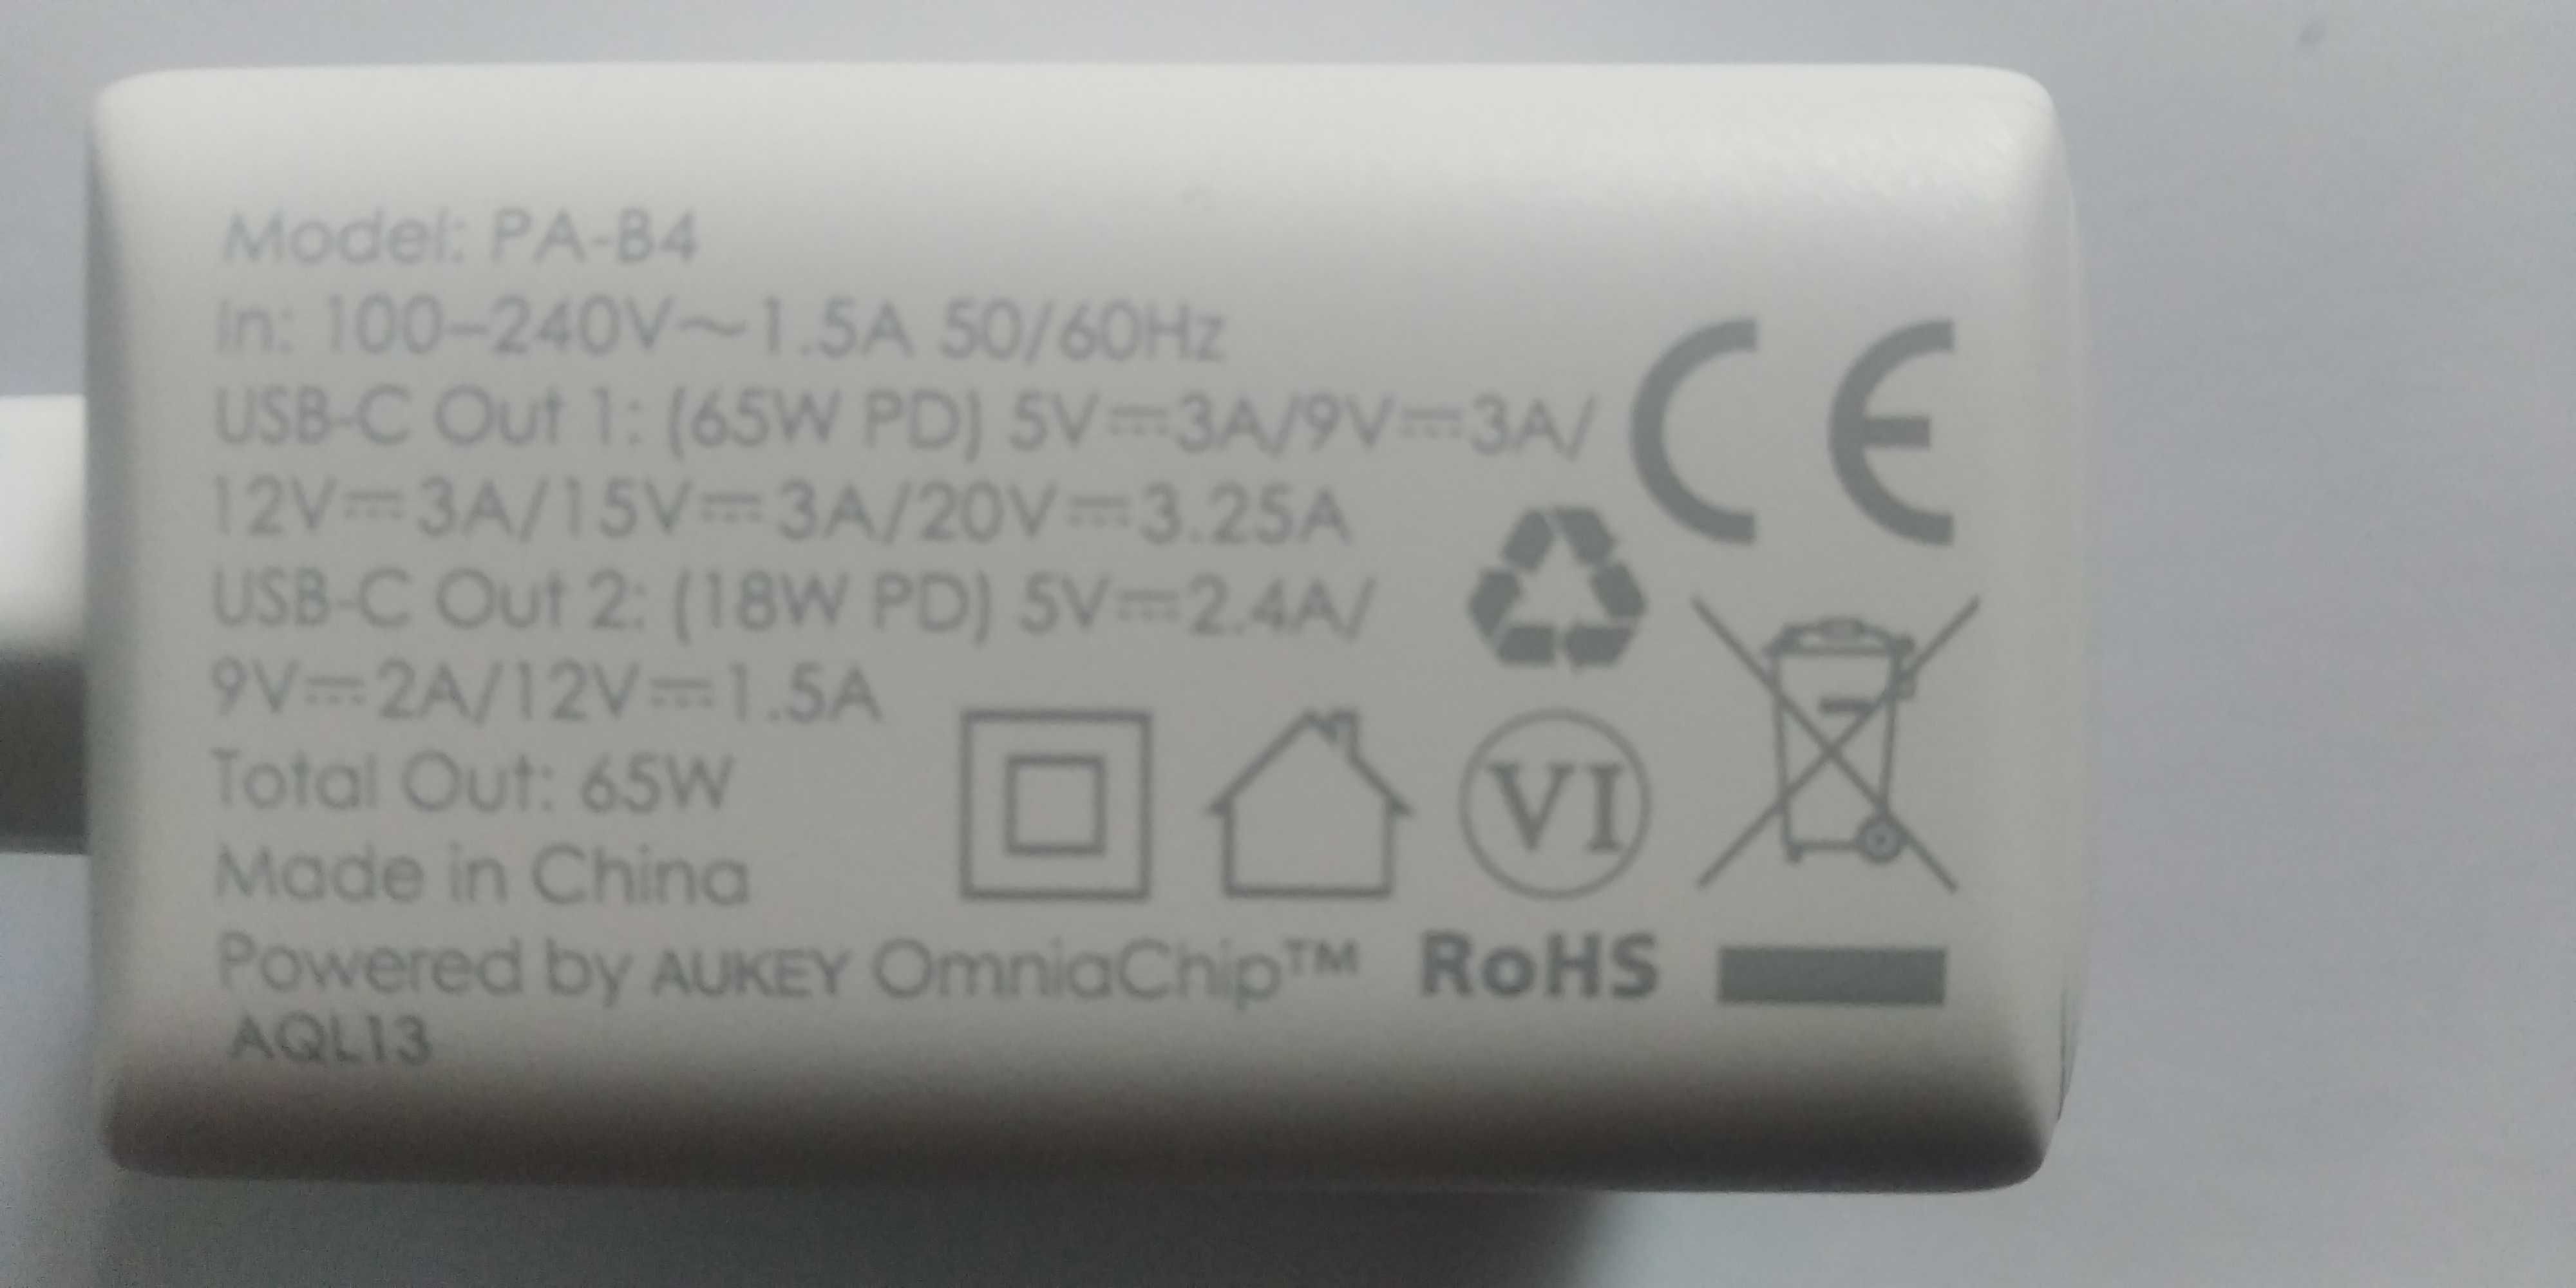 Model: PA-B4
In: 100–240V~1.5A 50/60Hz
USB-C Out 1: (65W PD) 5V⎓3A/9V⎓3A/
12V⎓3A/15V⎓3A/20V⎓3.25A
USB-C Out 2: (18W PD) 5V⎓2.4A/
9V⎓2A/12V⎓1.5A
Total Out: 65W
Made in China
Powered by AUKEY OmniaChip™
AQL13
CE
VI
RoHS